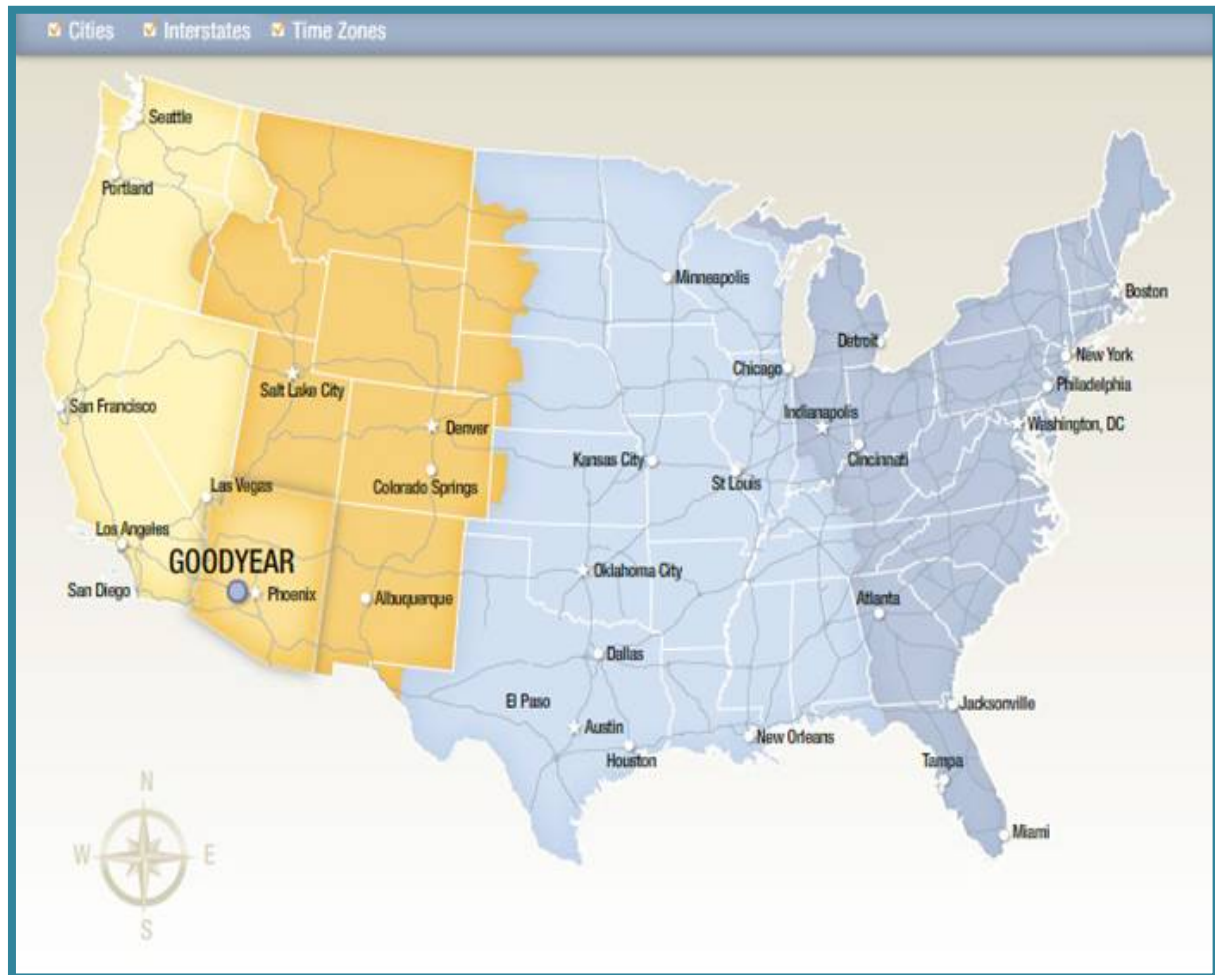 Cities Interstates Time Zones
Seattle
Portland
Minneapolis
Boston
Detroit
New York
Chicago
Salt Lake City
Philadelphia
San Francisco
Indianapolis
Washington, DC
Denver
Kansas City
Cincinnati
St Louis
Las Vegas
Colorado Springs
Los Angeles
GOODYEAR
Oklahoma City
San Diego
Phoenix
Albuquerque
Atlanta
Dallas
El Paso
Jacksonville
Austin
New Orleans
Houston
Tampa
N
Miami
W E
S